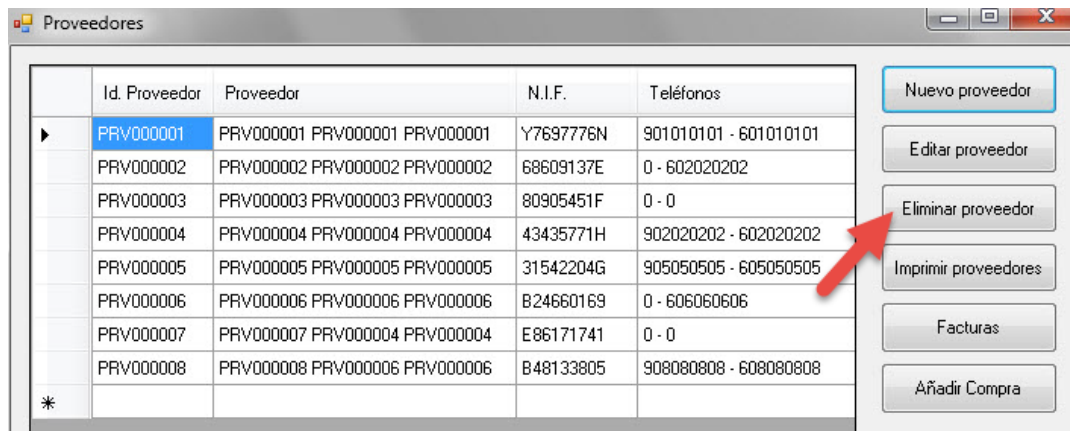 Proveedores
Id. Proveedor Proveedor N.I.F. Teléfonos
PRV000001 PRV000001 PRV000001 PRV000001 Y7697776N 901010101 - 601010101
PRV000002 PRV000002 PRV000002 PRV000002 68609137E 0 - 602020202
PRV000003 PRV000003 PRV000003 PRV000003 80905451F 0 - 0
PRV000004 PRV000004 PRV000004 PRV000004 43435771H 902020202 - 602020202
PRV000005 PRV000005 PRV000005 PRV000005 31542204G 905050505 - 605050505
PRV000006 PRV000006 PRV000006 PRV000006 B24660169 0 - 606060606
PRV000007 PRV000007 PRV000004 PRV000004 E86171741 0 - 0
PRV000008 PRV000008 PRV000006 PRV000006 B48133805 908080808 - 608080808
Nuevo proveedor
Editar proveedor
Eliminar proveedor
Imprimir proveedores
Facturas
Añadir Compra